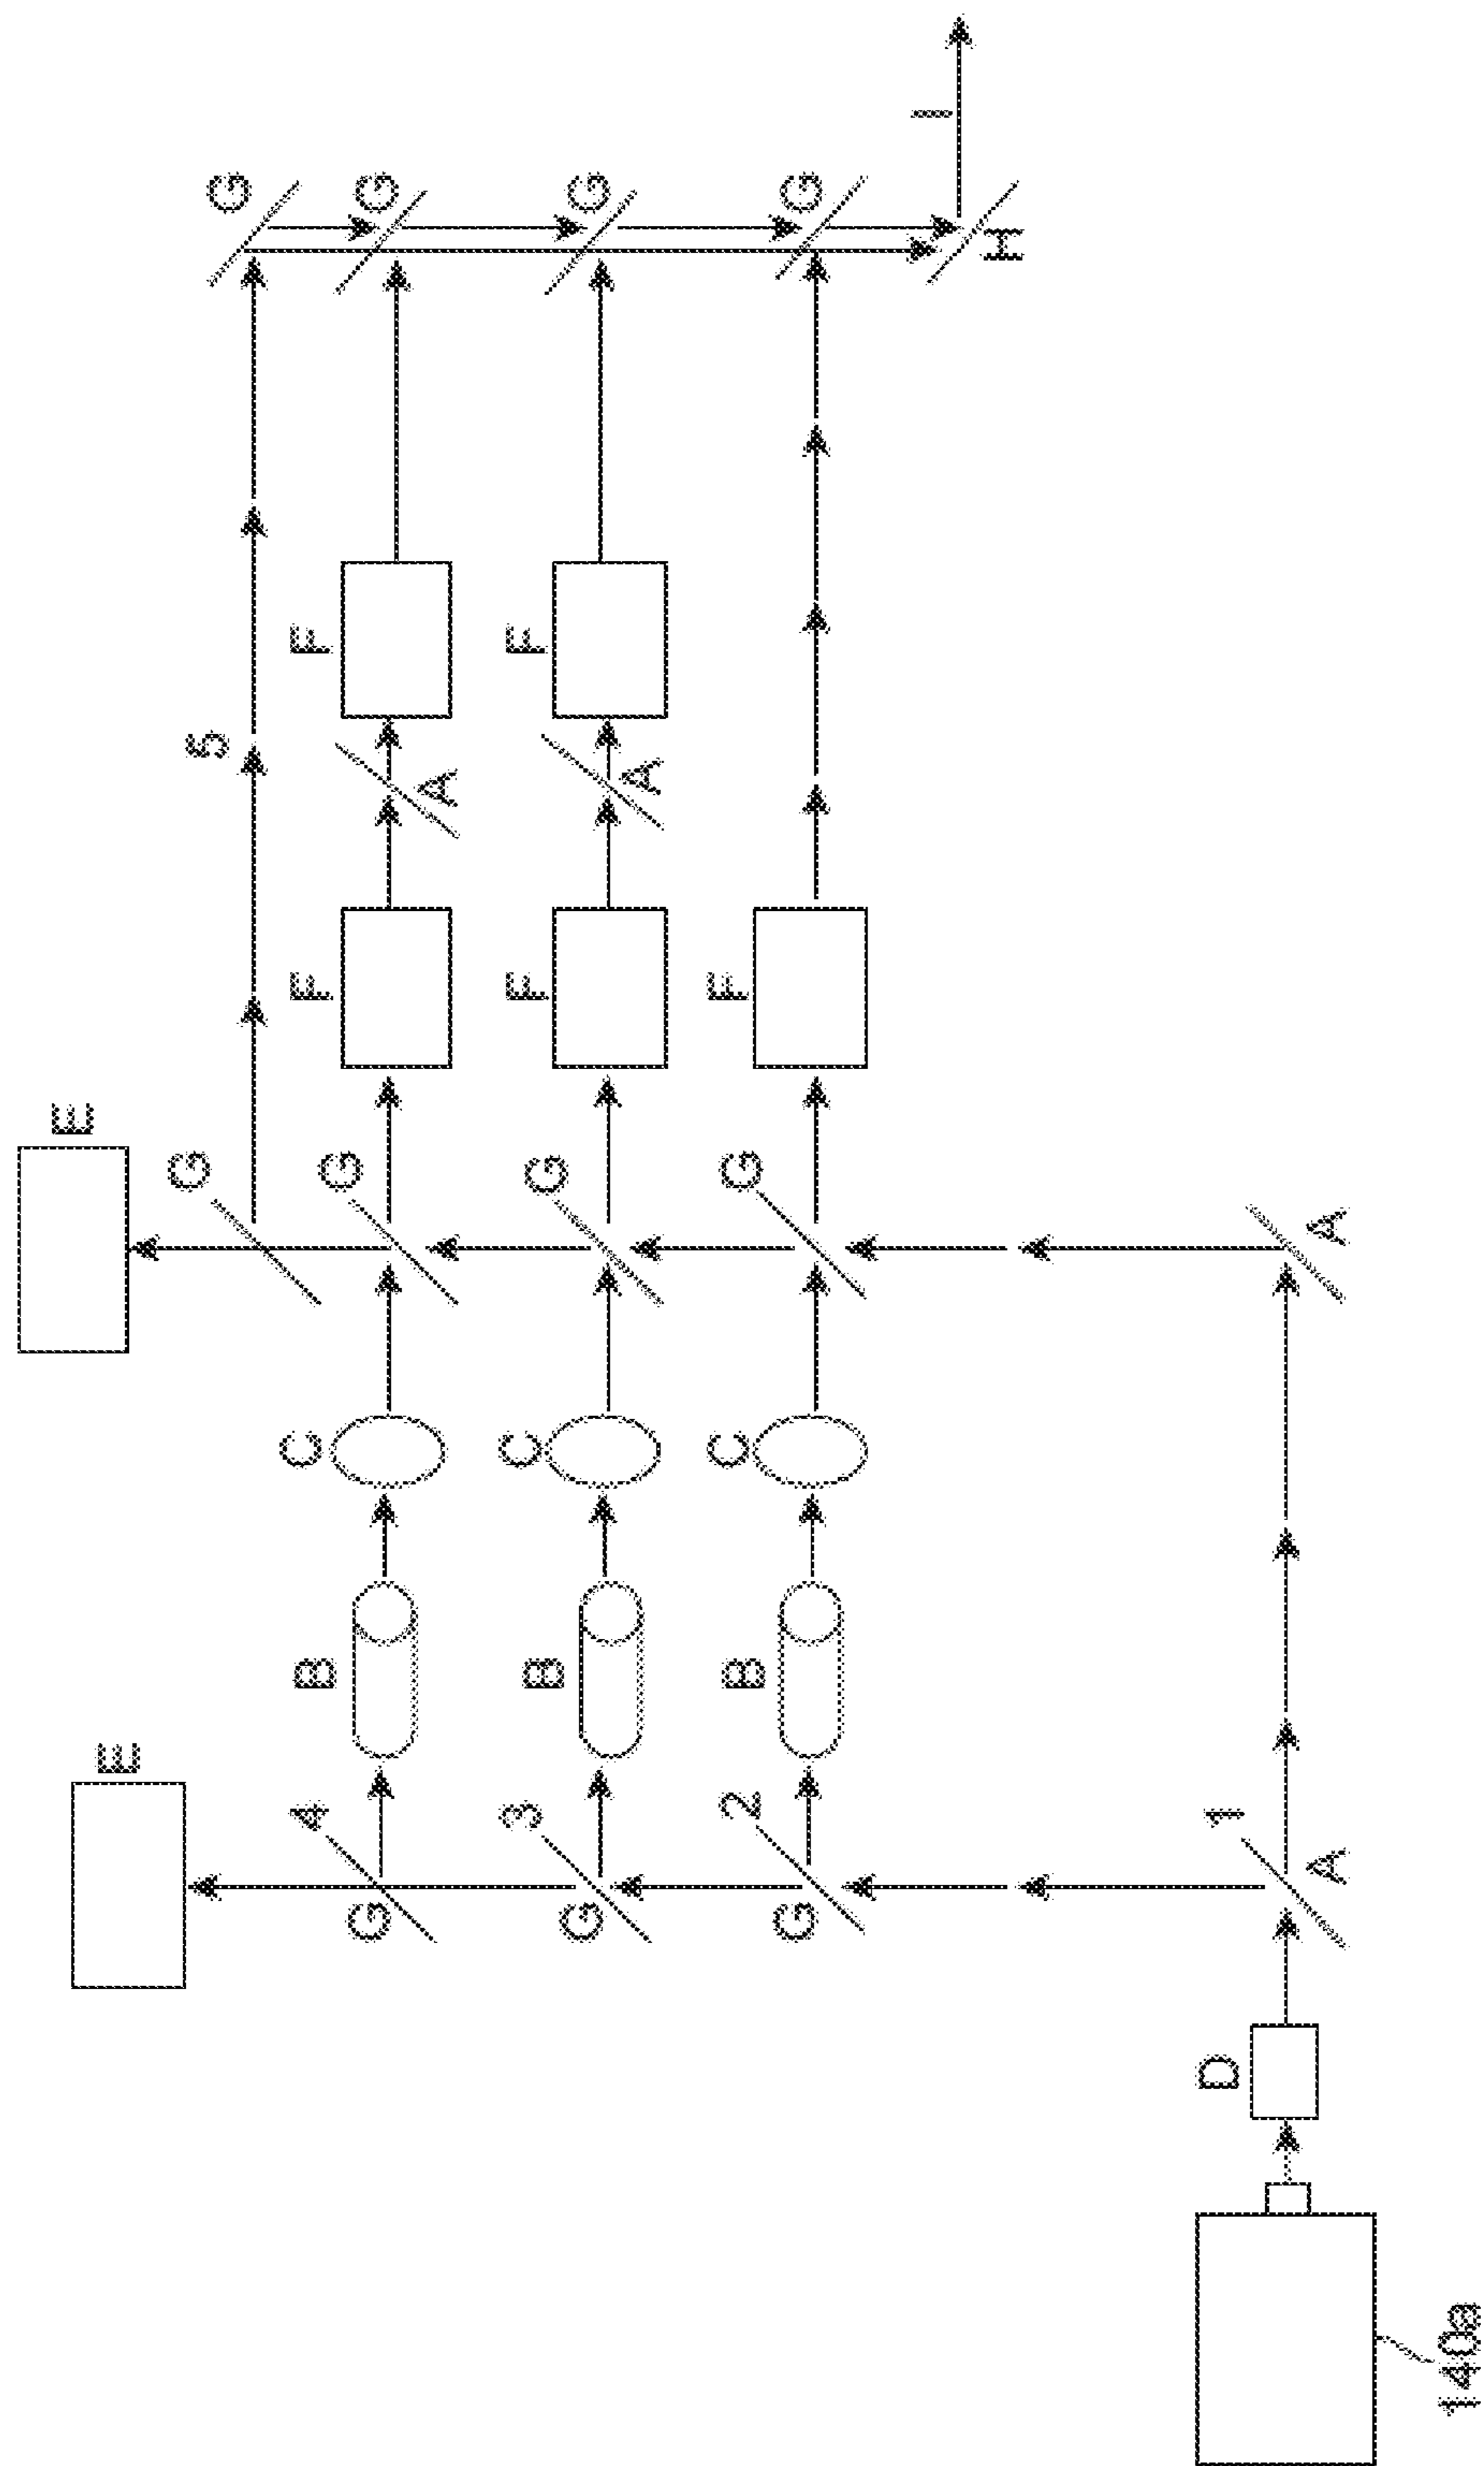 E
E
G 5 G
4 B C G F F
G G
A
3 B C G F F
G G
A
2 B C G F
G G
I
H
D 1
A A
140a